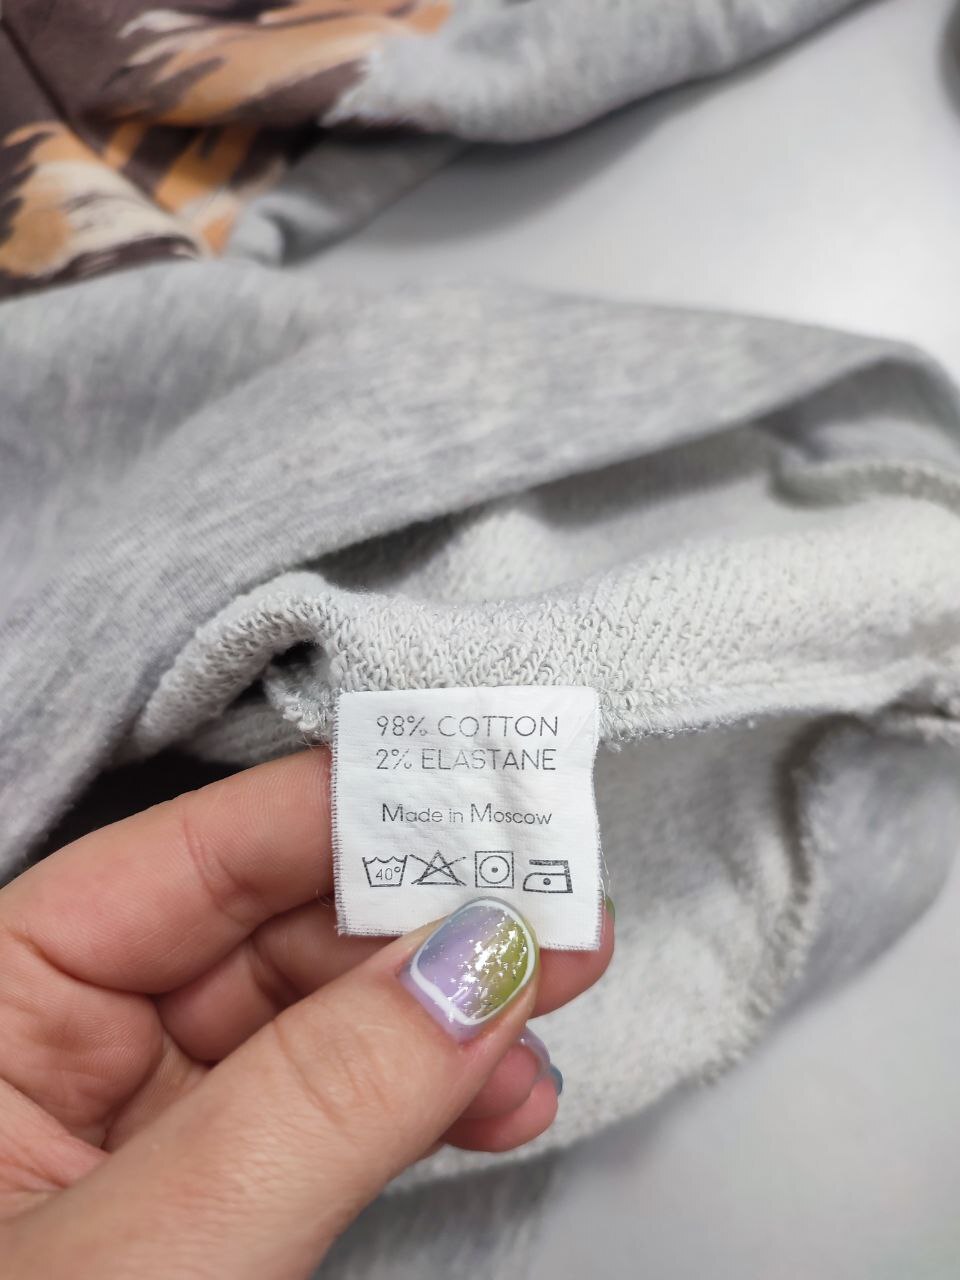 98% COTTON
2% ELASTANE
Made in Moscow
40°